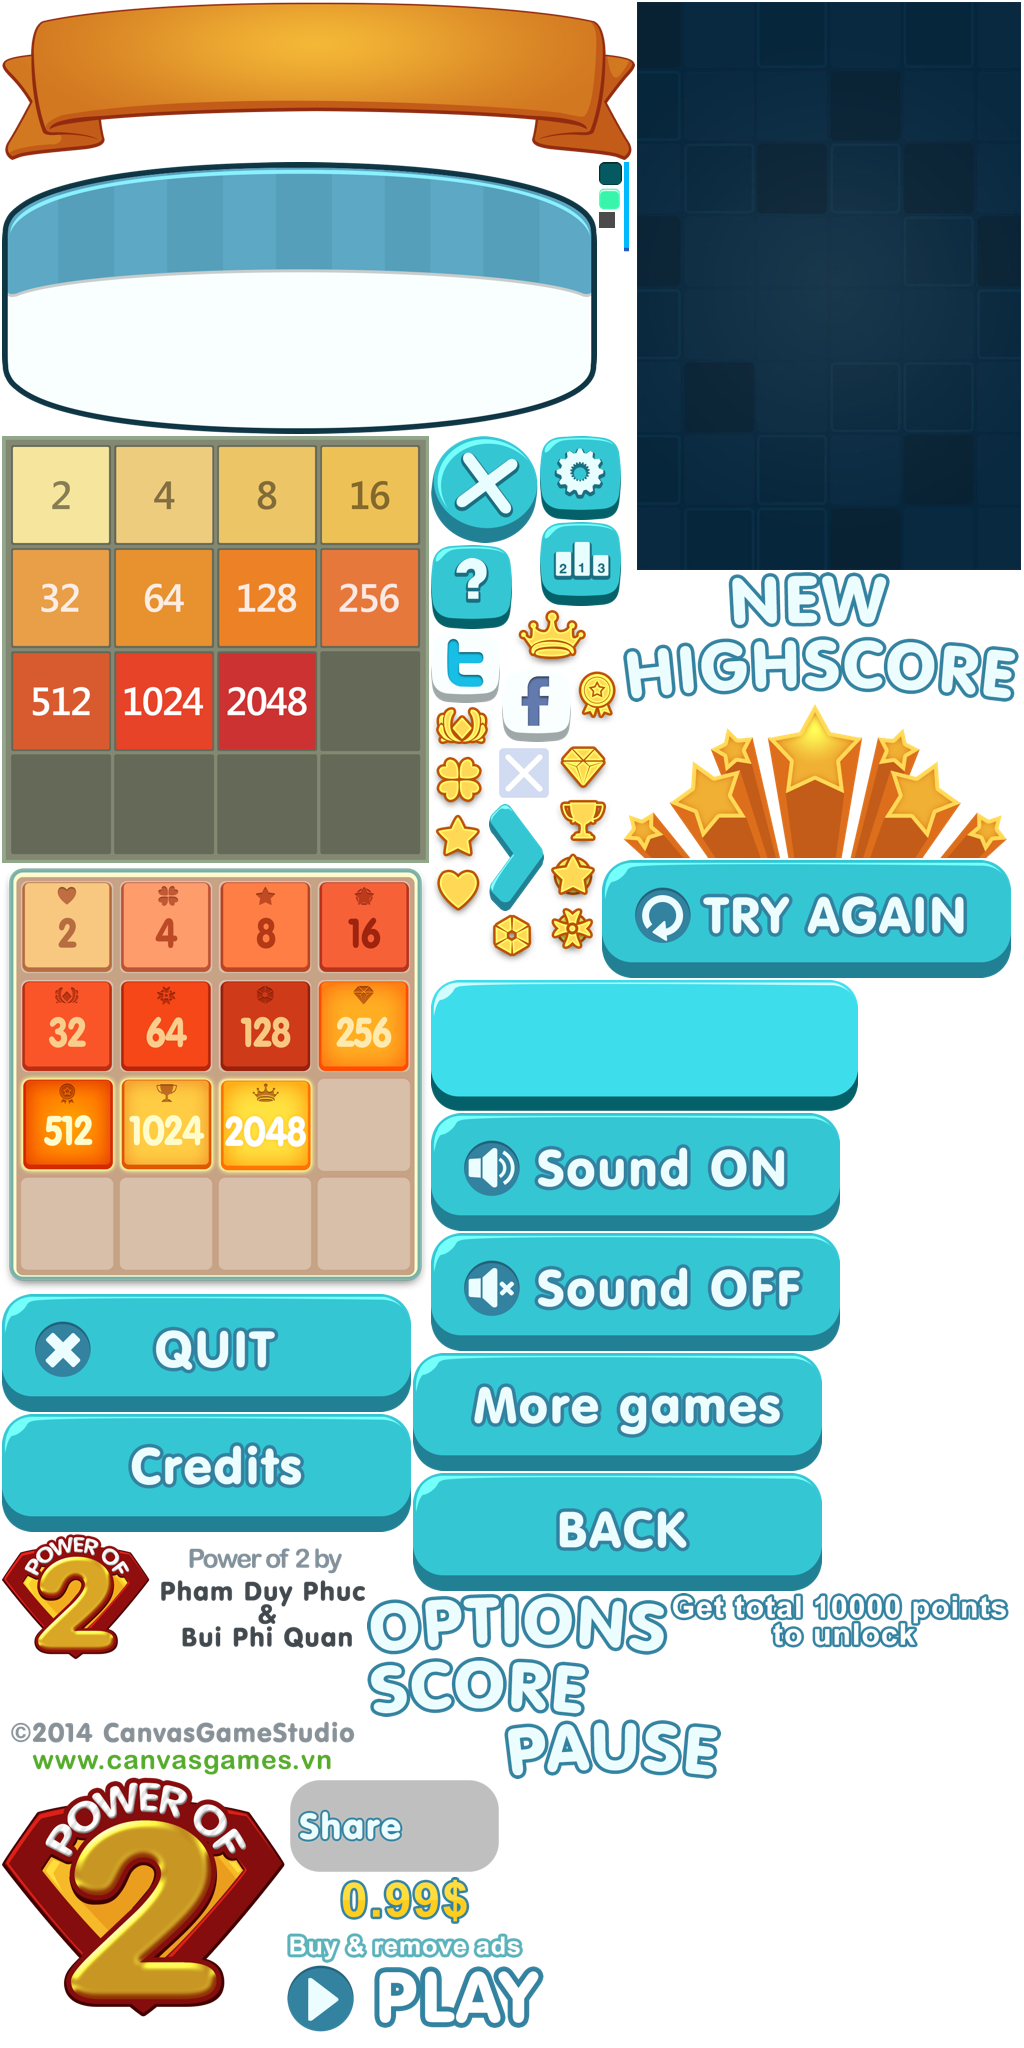 2 4 8 16
32 64 128 256
512 1024 2048
?
2 1 3
t
f
NEW
HIGHSCORE
TRY AGAIN
2 4 8 16
32 64 128 256
512 1024 2048
Sound ON
Sound OFF
QUIT
More games
Credits
BACK
POWER OF
2
Power of 2 by
Pham Duy Phuc
&
Bui Phi Quan
OPTIONS
Get total 10000 points
to unlock
SCORE
PAUSE
©2014 CanvasGameStudio
www.canvasgames.vn
POWER OF
2
Share
0.99$
Buy & remove ads
PLAY